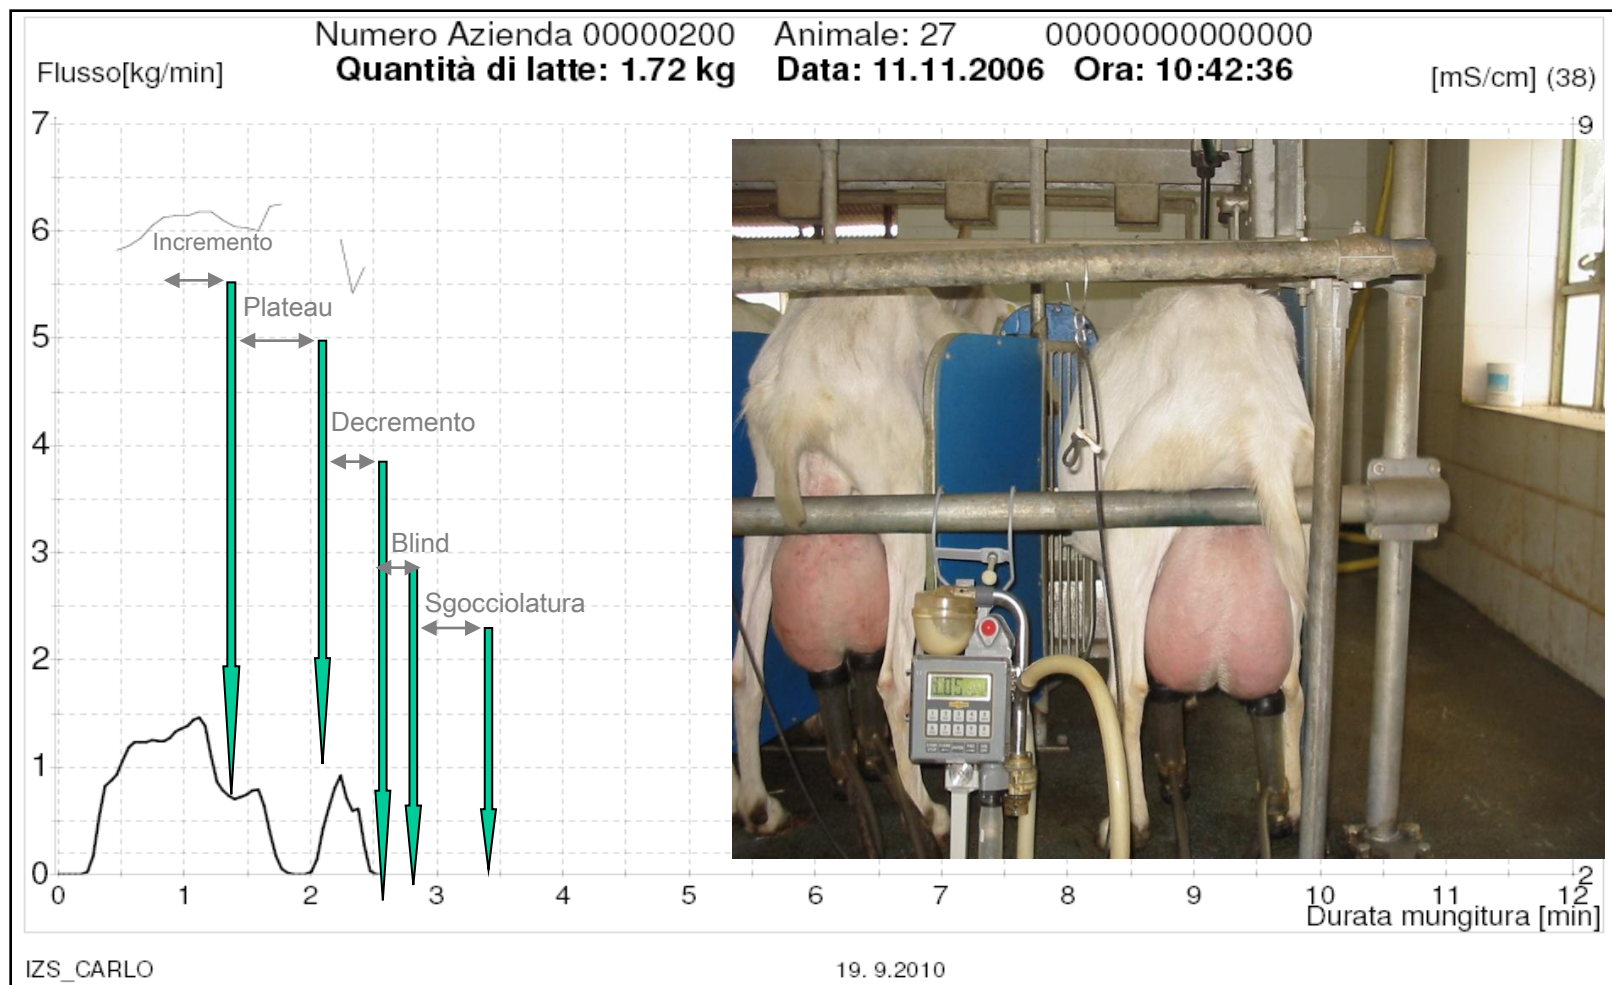 Numero Azienda 00000200 Animale: 27 00000000000000
Flusso[kg/min] Quantità di latte: 1.72 kg Data: 11.11.2006 Ora: 10:42:36 [mS/cm] (38)
7 9
6
Incremento
Plateau
5
Decremento
4
Blind
3
Sgocciolatura
2
1
0 2
0 1 2 3 4 5 6 7 8 9 10 11 12
Durata mungitura [min]
IZS_CARLO 19. 9.2010